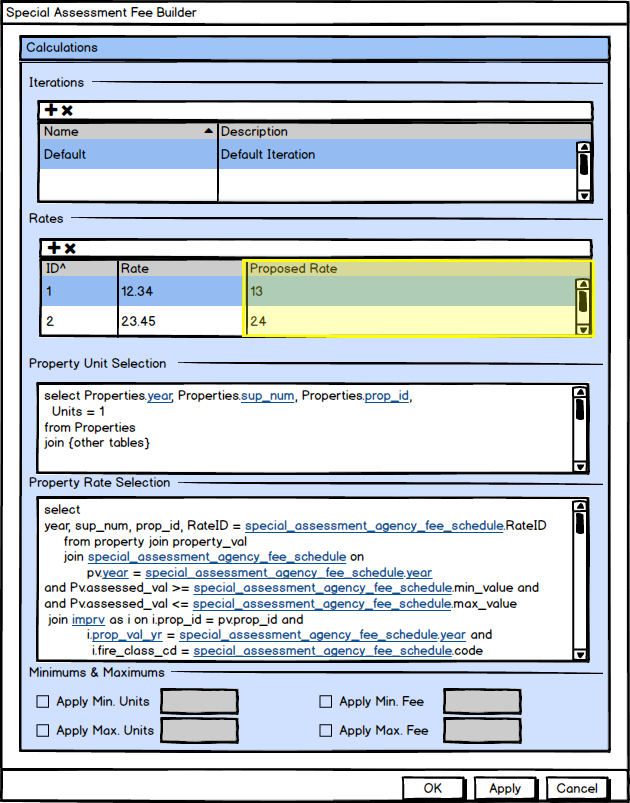 Special Assessment Fee Builder
Calculations
Iterations
Name Description
Default Default Iteration
Rates
ID^ Rate Proposed Rate
1 12.34 13
2 23.45 24
Property Unit Selection
select Properties.year, Properties.sup_num, Properties.prop_id,
Units = 1
from Properties
join {other tables}
Property Rate Selection
select
year, sup_num, prop_id, RateID = special_assessment_agency_fee_schedule.RateID
from property join property_val
join special_assessment_agency_fee_schedule on
pv.year = special_assessment_agency_fee_schedule.year
and Pv.assessed_val >= special_assessment_agency_fee_schedule.min_value and
and Pv.assessed_val <= special_assessment_agency_fee_schedule.max_value
join imprv as i on i.prop_id = pv.prop_id and
i.prop_val_yr = special_assessment_agency_fee_schedule.year and
i.fire_class_cd = special_assessment_agency_fee_schedule.code
Minimums & Maximums
Apply Min. Units Apply Min. Fee
Apply Max. Units Apply Max. Fee
OK Apply Cancel